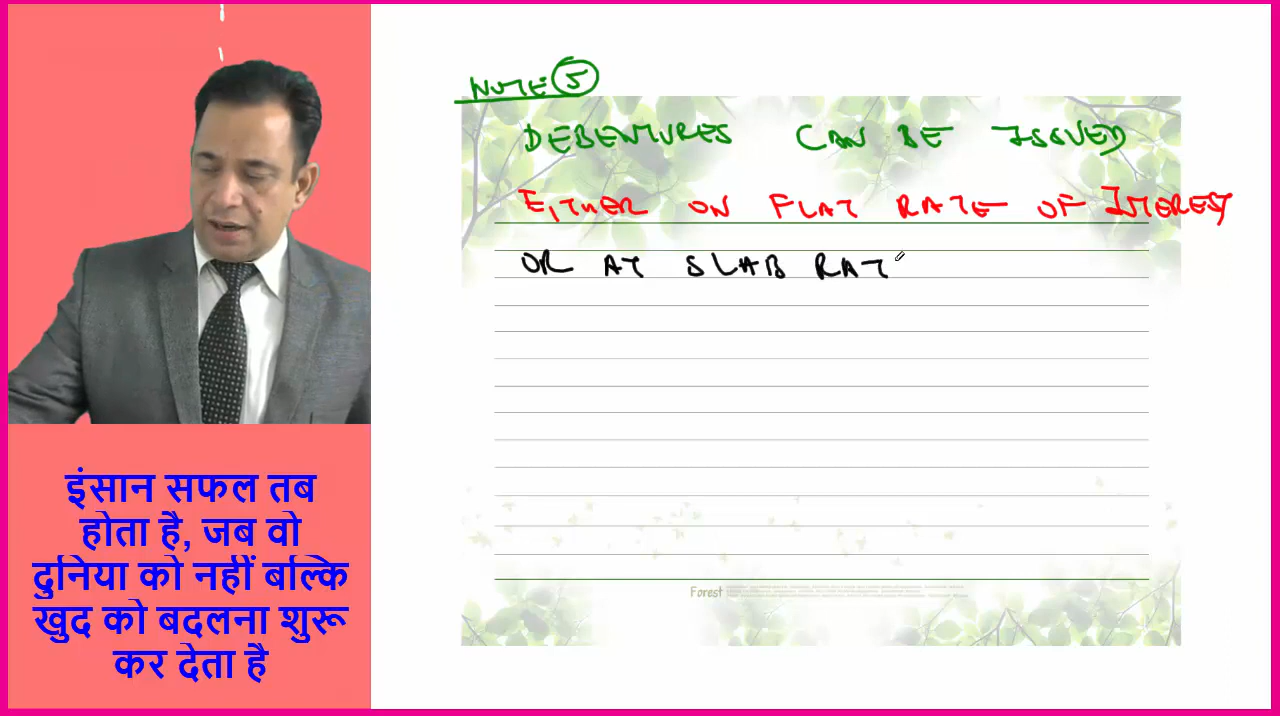 NOTE 5
DEBENTURES CAN BE ISSUED
EITHER ON FLAT RATE OF INTEREST
OR AT SLAB RAT
इंसान सफल तब
होता है, जब वो
दुनिया को नहीं बल्कि
खुद को बदलना शुरू
कर देता है
Forest